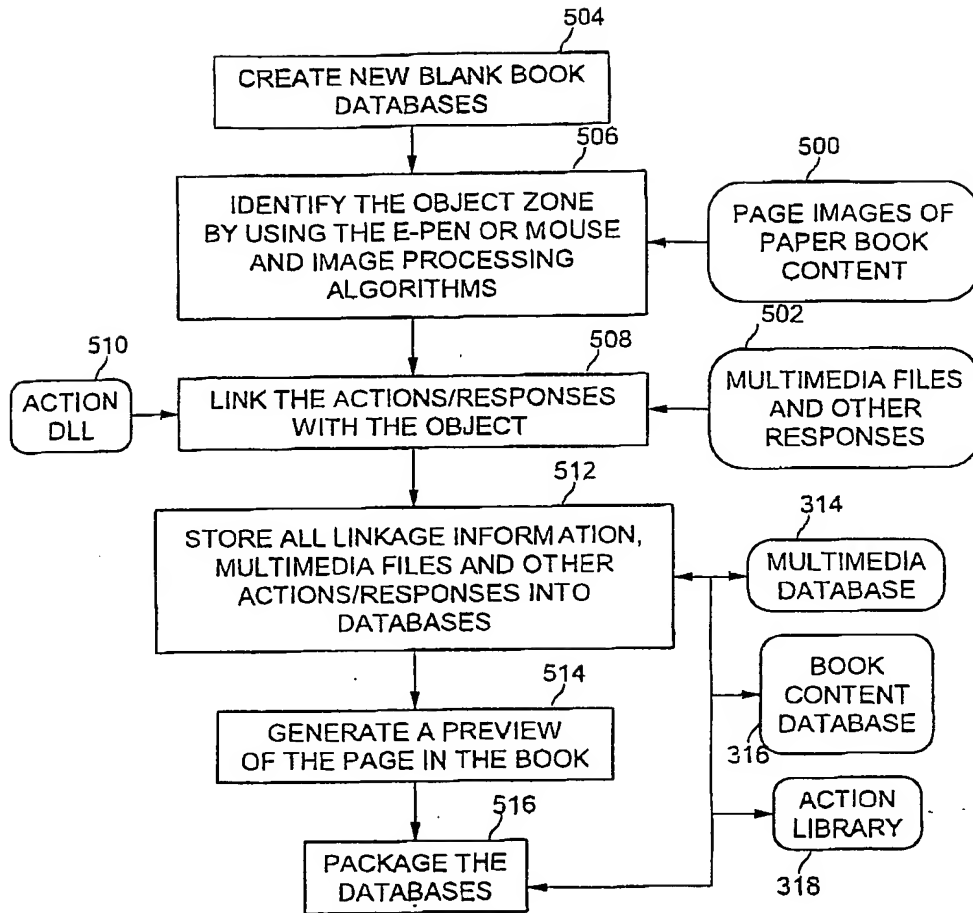 504
CREATE NEW BLANK BOOK
DATABASES
506
IDENTIFY THE OBJECT ZONE
BY USING THE E-PEN OR MOUSE
AND IMAGE PROCESSING
ALGORITHMS
500
PAGE IMAGES OF
PAPER BOOK
CONTENT
510
ACTION
DLL
508
LINK THE ACTIONS/RESPONSES
WITH THE OBJECT
502
MULTIMEDIA FILES
AND OTHER
RESPONSES
512
STORE ALL LINKAGE INFORMATION,
MULTIMEDIA FILES AND OTHER
ACTIONS/RESPONSES INTO
DATABASES
314
MULTIMEDIA
DATABASE
BOOK
CONTENT
DATABASE
316
514
GENERATE A PREVIEW
OF THE PAGE IN THE BOOK
ACTION
LIBRARY
318
516
PACKAGE THE
DATABASES